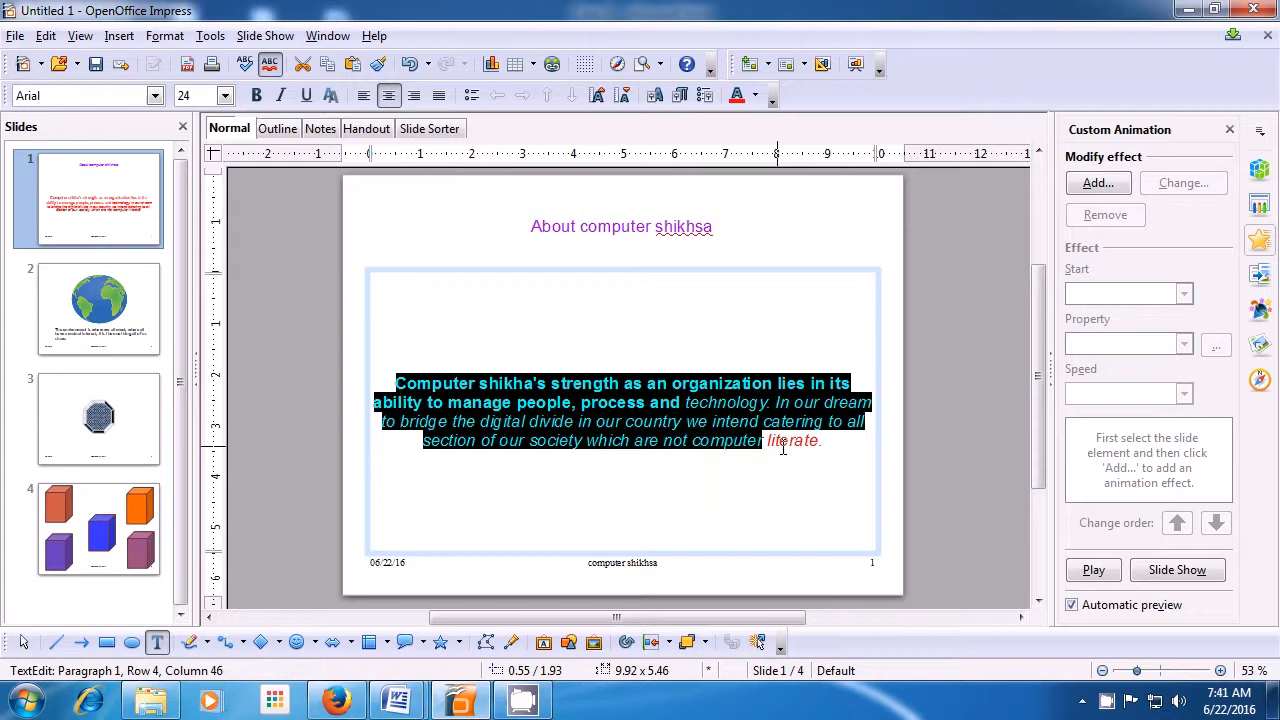 Untitled 1 - OpenOffice Impress
File Edit View Insert Format Tools Slide Show Window Help
Arial 24
Slides
Normal Outline Notes Handout Slide Sorter
Custom Animation
Modify effect
Add... Change...
Remove
Effect
Start
Property
...
Speed
First select the slide
element and then click
'Add...' to add an
animation effect.
Change order:
Play Slide Show
Automatic preview
1
2
3
4
About computer shikhsa
Computer shikha's strength as an organization lies in its
ability to manage people, process and technology. In our dream
to bridge the digital divide in our country we intend catering to all
section of our society which are not computer literate.
06/22/16 computer shikhsa 1
TextEdit: Paragraph 1, Row 4, Column 46 0.55 / 1.93 9.92 x 5.46 * Slide 1 / 4 Default 53 %
7:41 AM
6/22/2016